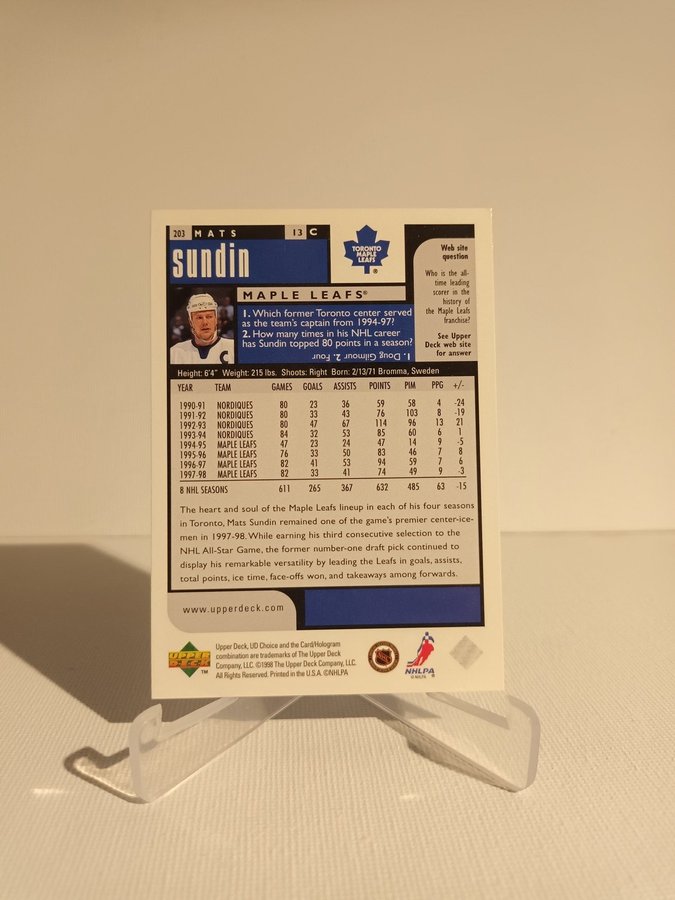 203 MATS 13 C
sundin
TORONTO
MAPLE
LEAFS
®
MAPLE LEAFS®
1. Which former Toronto center served
as the team's captain from 1994-97?
2. How many times in his NHL career
has Sundin topped 80 points in a season?
1. Doug Gilmour 2. Four
Web site
question
Who is the all-
time leading
scorer in the
history of
the Maple Leafs
franchise?
See Upper
Deck web site
for answer
Height: 6'4" Weight: 215 lbs. Shoots: Right Born: 2/13/71 Bromma, Sweden
YEAR TEAM GAMES GOALS ASSISTS POINTS PIM PPG +/-
1990-91 NORDIQUES 80 23 36 59 58 4 -24
1991-92 NORDIQUES 80 33 43 76 103 8 -19
1992-93 NORDIQUES 80 47 67 114 96 13 21
1993-94 NORDIQUES 84 32 53 85 60 6 1
1994-95 MAPLE LEAFS 47 23 24 47 14 9 -5
1995-96 MAPLE LEAFS 76 33 50 83 46 7 8
1996-97 MAPLE LEAFS 82 41 53 94 59 7 6
1997-98 MAPLE LEAFS 82 33 41 74 49 9 -3
8 NHL SEASONS 611 265 367 632 485 63 -15
The heart and soul of the Maple Leafs lineup in each of his four seasons
in Toronto, Mats Sundin remained one of the game's premier center-ice-
men in 1997-98. While earning his third consecutive selection to the
NHL All-Star Game, the former number-one draft pick continued to
display his remarkable versatility by leading the Leafs in goals, assists,
total points, ice time, face-offs won, and takeaways among forwards.
www.upperdeck.com
UPPER
DECK
TM
Upper Deck, UD Choice and the Card/Hologram
combination are trademarks of The Upper Deck
Company, LLC. ©1998 The Upper Deck Company, LLC.
All Rights Reserved. Printed in the U.S.A. ©NHLPA
NHL
NHLPA
© NHLPA